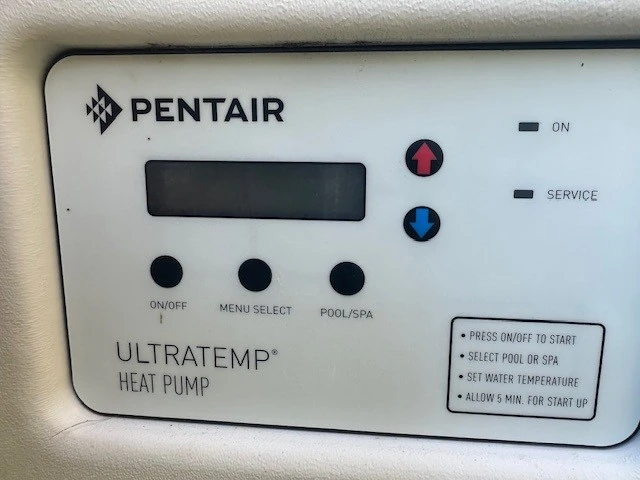 PENTAIR
ON
SERVICE
ON/OFF
MENU SELECT
POOL/SPA
ULTRATEMP®
HEAT PUMP
• PRESS ON/OFF TO START
• SELECT POOL OR SPA
• SET WATER TEMPERATURE
• ALLOW 5 MIN. FOR START UP